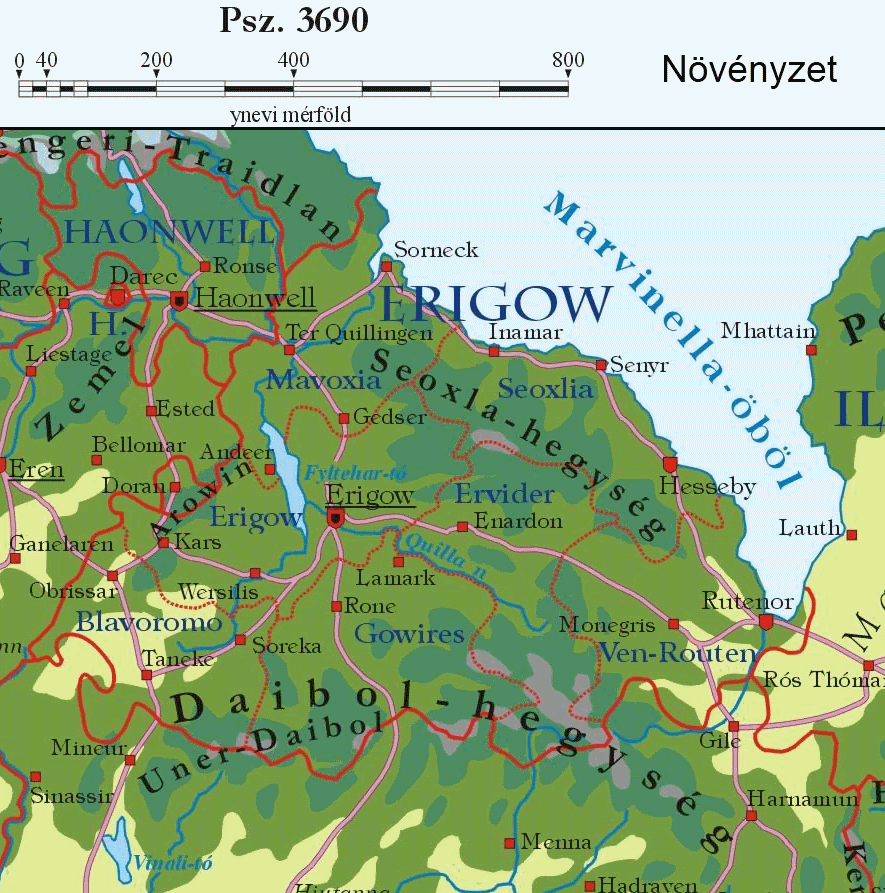 Psz. 3690
0 40 200 400 800
Növényzet
ynevi mérföld
engeri-Traidlan
HAONWELL
Marvinella-öböl
G
Darec
Ronse
Sorneck
Raveen
Haonwell
ERIGOW
H
Ter Quillingen
Inamar
Mhattain
Pe
Liestage
Zemel
Mavoxia
Seoxla-hegység
Seoxlia
Senyr
IL
Ested
Gedser
Bellomar
Andeer
Eren
Fyltehar-tó
Doran
Arowin
Erigow
Ervider
Hesseby
Erigow
Enardon
Lauth
Ganelaren
Kars
Quilla n
Obrissar
Wersilis
Lamark
Rone
Rutenor
Blavoromo
Gowires
Monegris
Soreka
Ven-Routen
M
nn
Taneke
Rós Thóma
Daibol-hegység
Uner-Daibol
Gile
Mineur
Sinassir
Harnamun
Menna
Vinali-tó
Ker
Hadraven